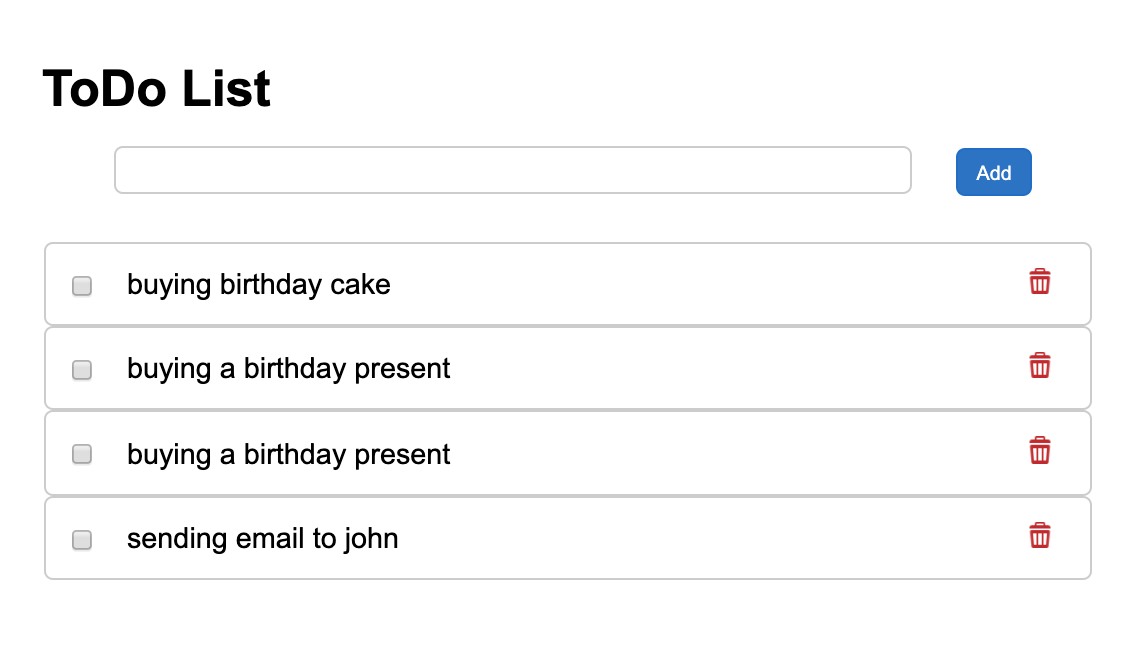 ToDo List
Add
buying birthday cake
buying a birthday present
buying a birthday present
sending email to john